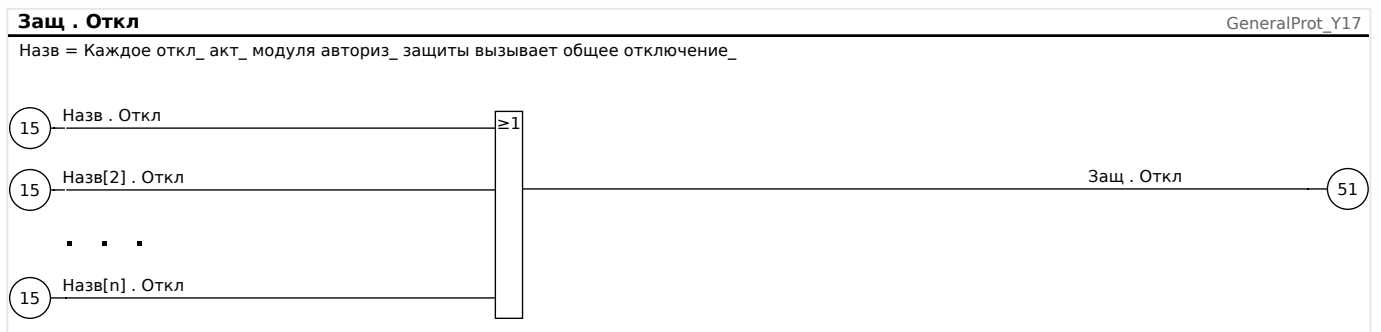 Защ . Откл
GeneralProt_Y17
Назв = Каждое откл_ акт_ модуля авториз_ защиты вызывает общее отключение_
Назв . Откл
15
≥1
Назв[2] . Откл
15
Защ . Откл
51
. . .
Назв[n] . Откл
15